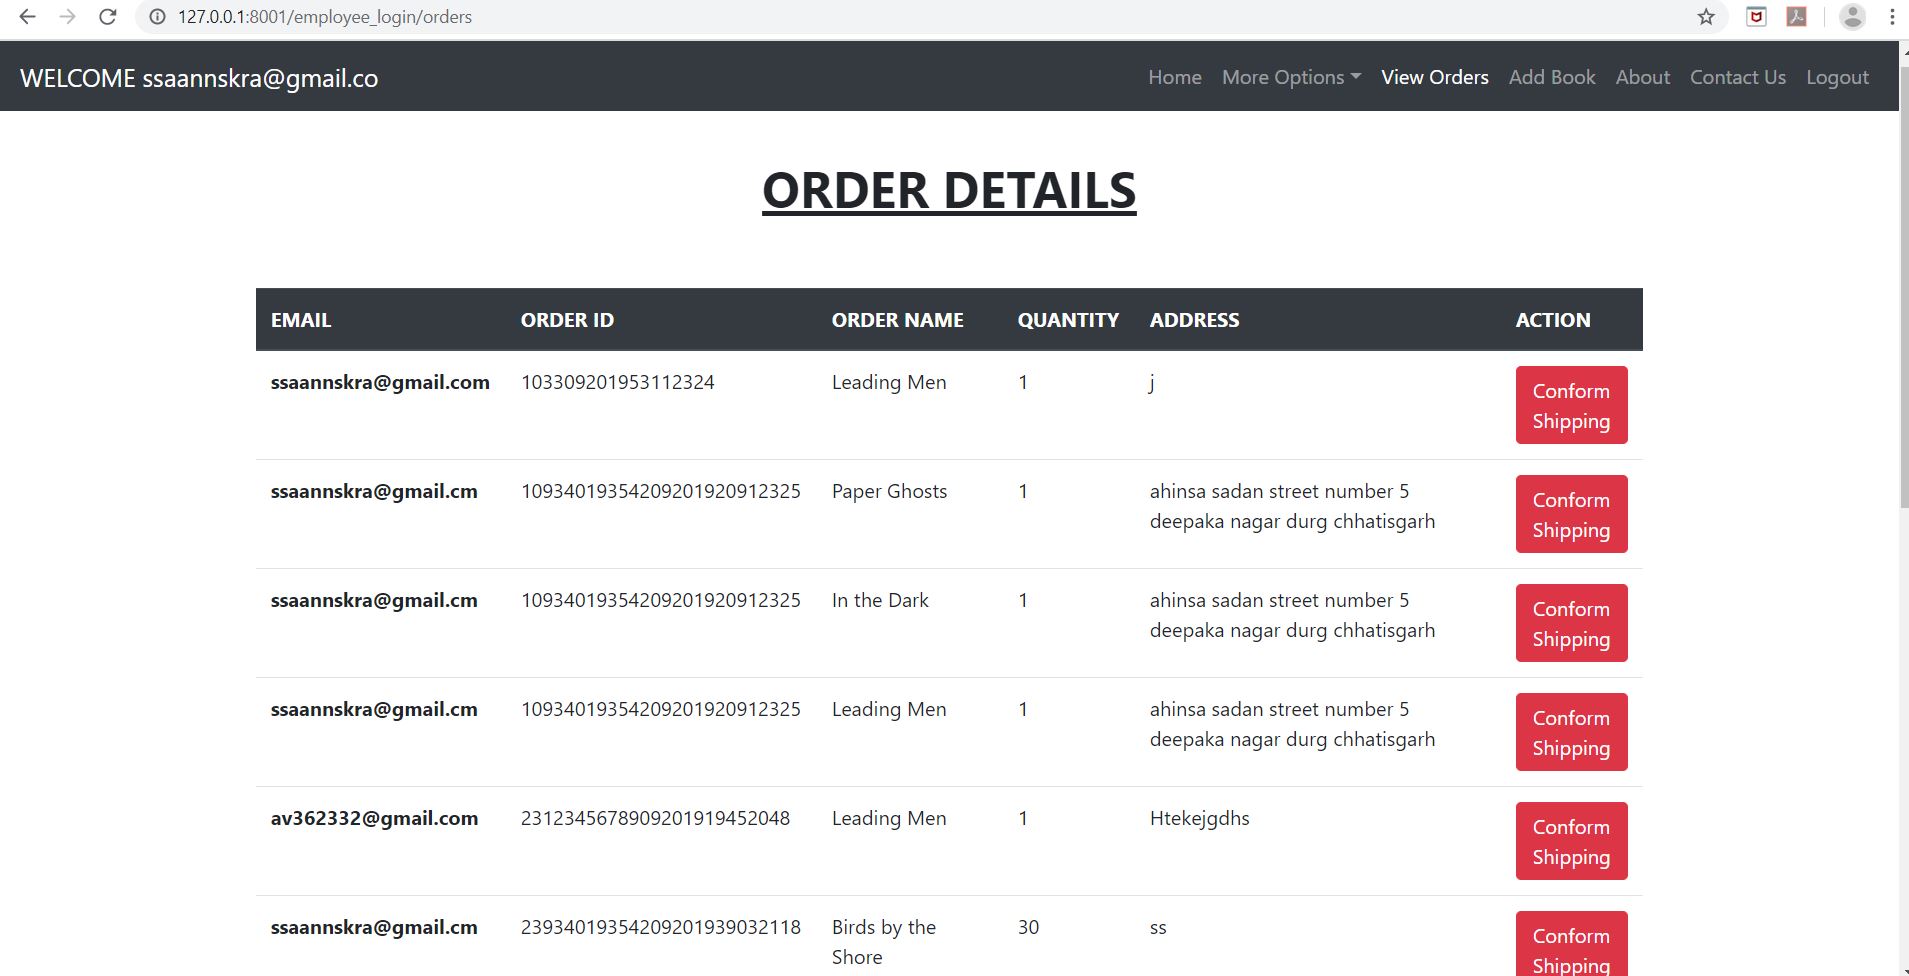 127.0.0.1:8001/employee_login/orders
WELCOME ssaannskra@gmail.co Home More Options View Orders Add Book About Contact Us Logout
ORDER DETAILS
EMAIL ORDER ID ORDER NAME QUANTITY ADDRESS ACTION
ssaannskra@gmail.com 103309201953112324 Leading Men 1 j Conform
Shipping
ssaannskra@gmail.cm 10934019354209201920912325 Paper Ghosts 1 ahinsa sadan street number 5 Conform
deepaka nagar durg chhatisgarh Shipping
ssaannskra@gmail.cm 10934019354209201920912325 In the Dark 1 ahinsa sadan street number 5 Conform
deepaka nagar durg chhatisgarh Shipping
ssaannskra@gmail.cm 10934019354209201920912325 Leading Men 1 ahinsa sadan street number 5 Conform
deepaka nagar durg chhatisgarh Shipping
av362332@gmail.com 2312345678909201919452048 Leading Men 1 Htekejgdhs Conform
Shipping
ssaannskra@gmail.cm 23934019354209201939032118 Birds by the 30 ss Conform
Shore Shipping